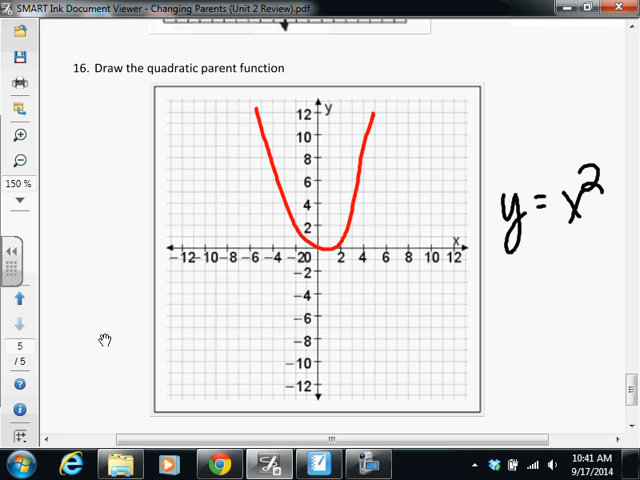 SMART Ink Document Viewer - Changing Parents (Unit 2 Review).pdf
16. Draw the quadratic parent function
y
12
10
8
6
4
2
x
-12-10-8 -6 -4 -20 2 4 6 8 10 12
-2
-4
-6
-8
-10
-12
y = x²
150 %
5
/ 5
10:41 AM
9/17/2014